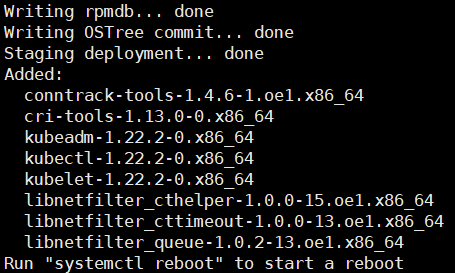 Writing rpmdb... done
Writing OSTree commit... done
Staging deployment... done
Added:
  conntrack-tools-1.4.6-1.oe1.x86_64
  cri-tools-1.13.0-0.x86_64
  kubeadm-1.22.2-0.x86_64
  kubectl-1.22.2-0.x86_64
  kubelet-1.22.2-0.x86_64
  libnetfilter_cthelper-1.0.0-15.oe1.x86_64
  libnetfilter_cttimeout-1.0.0-13.oe1.x86_64
  libnetfilter_queue-1.0.2-13.oe1.x86_64
Run "systemctl reboot" to start a reboot